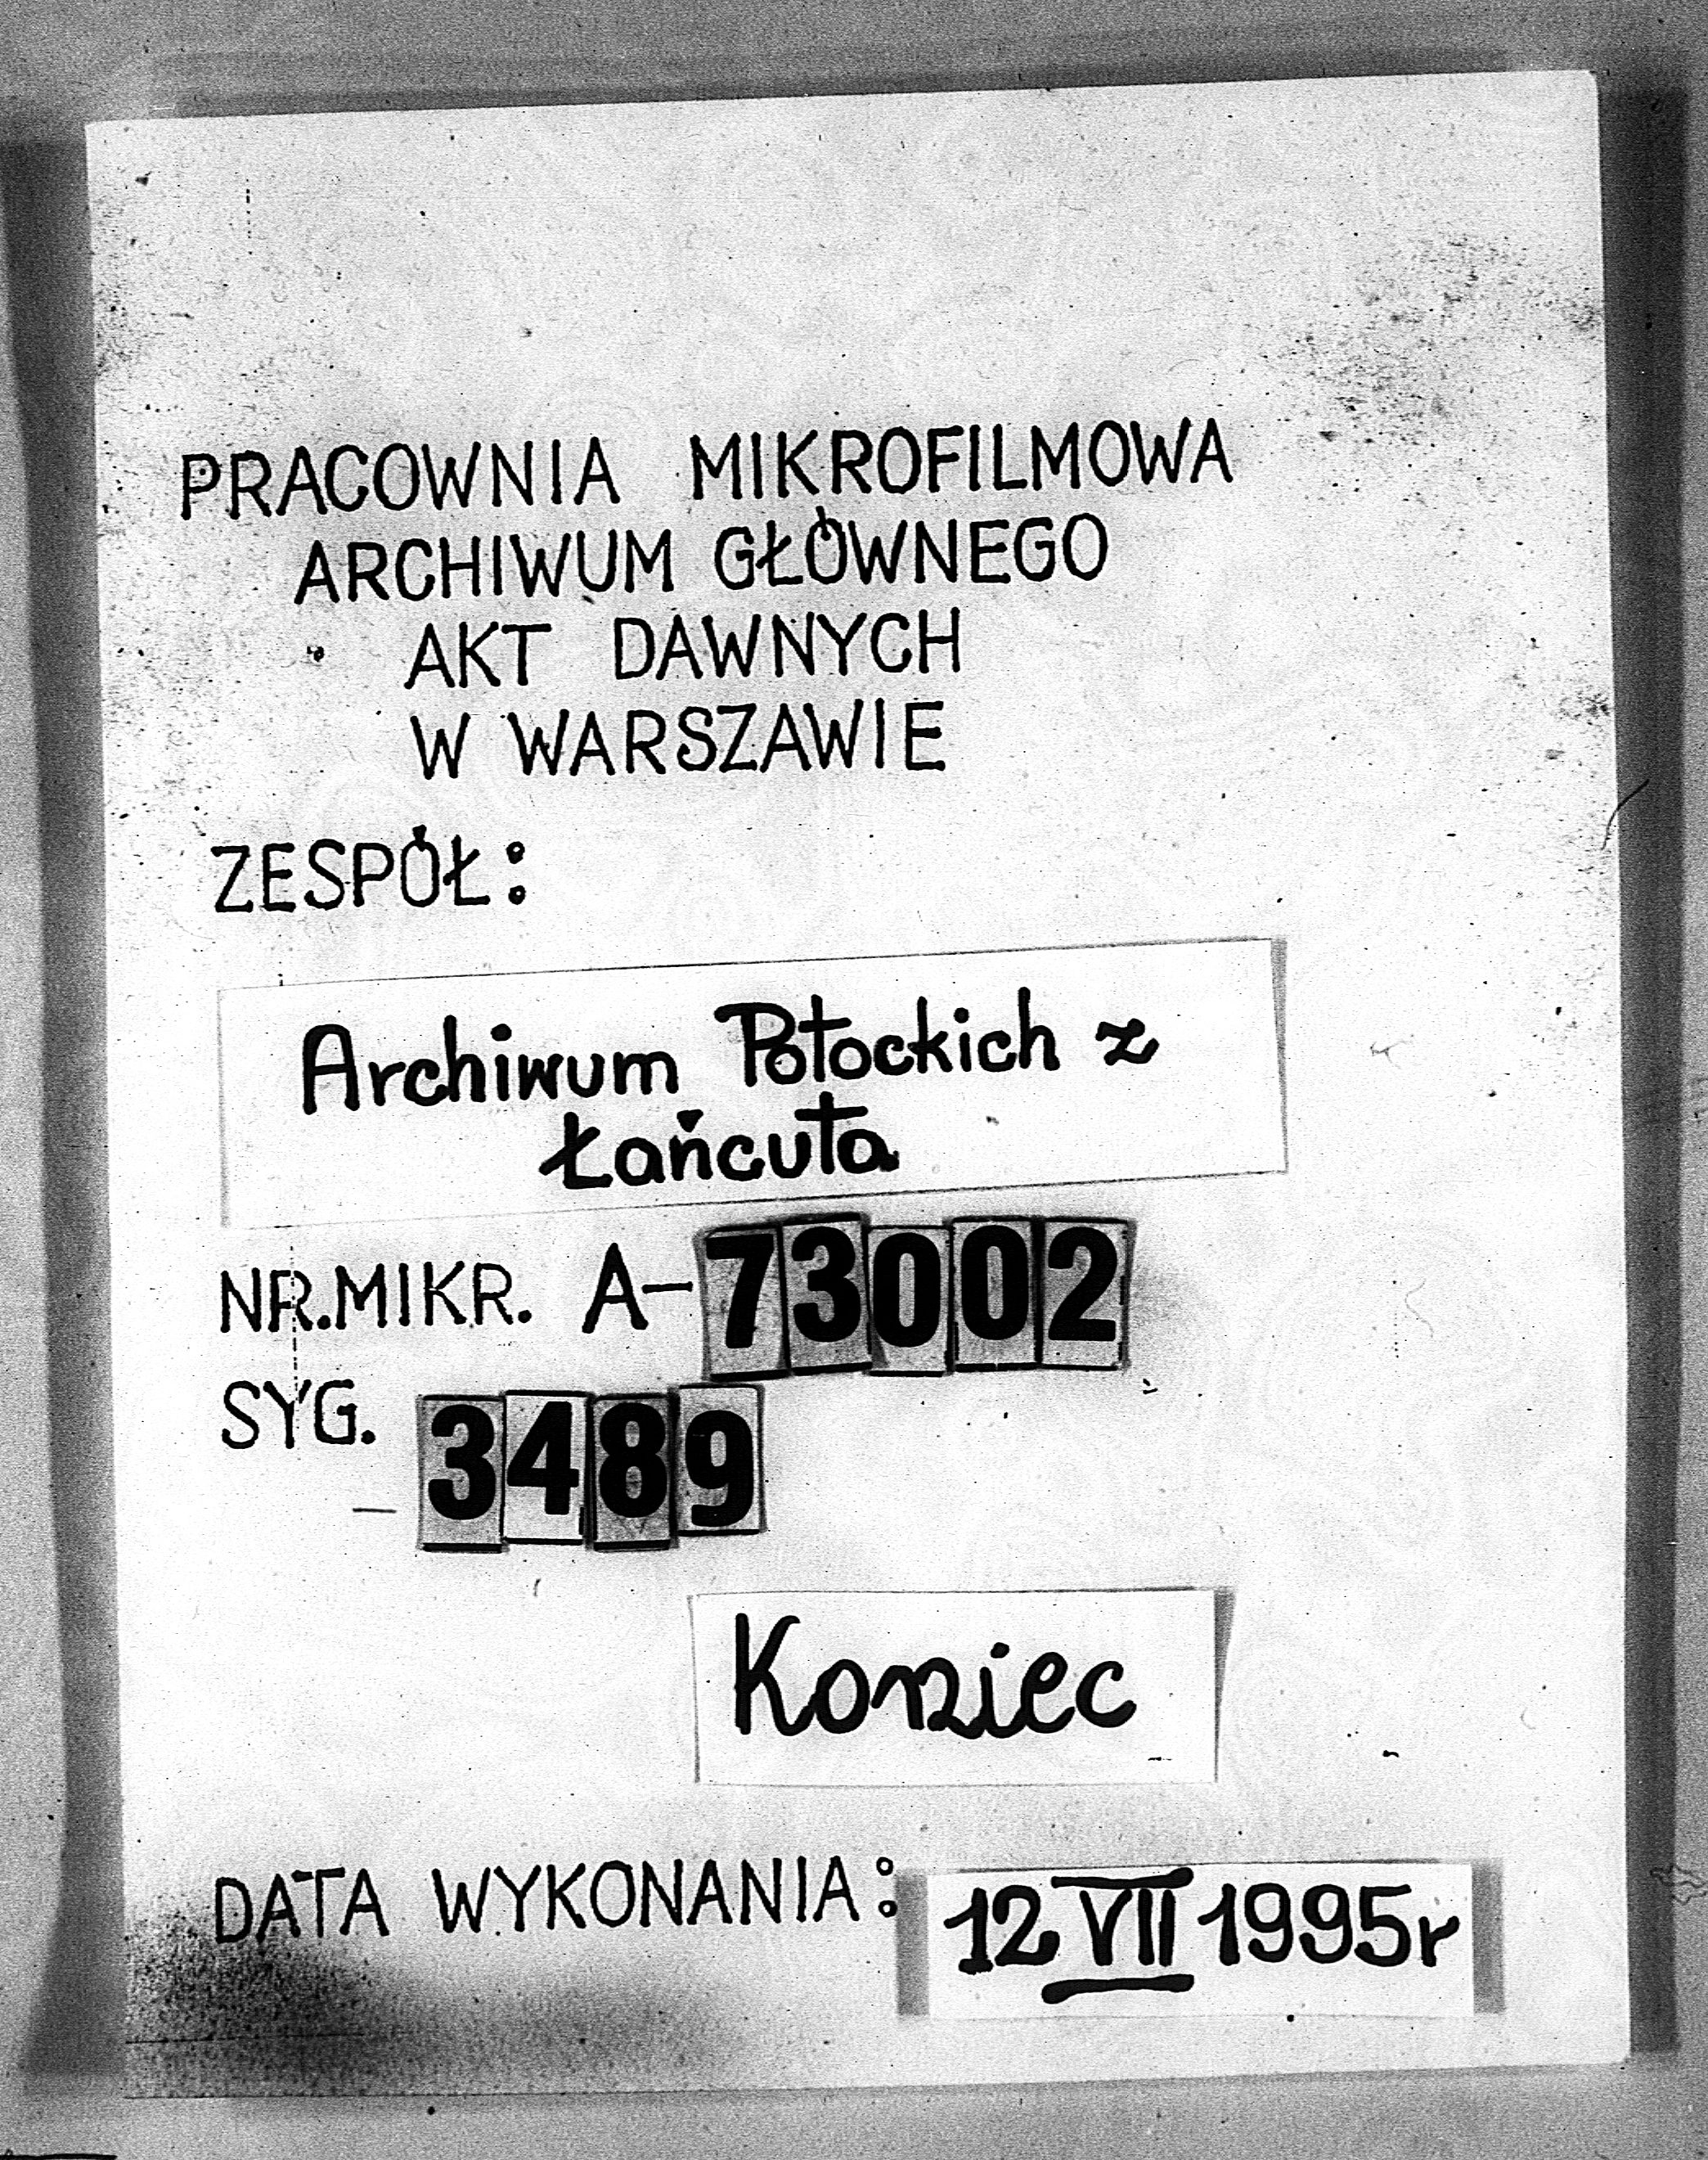 PRACOWNIA MIKROFILMOWA
ARCHIWUM GŁÓWNEGO
AKT DAWNYCH
W WARSZAWIE
ZESPÓŁ:
Archiwum Potockich z
Łańcuta
NR. MIKR. A-73002
SYG. 3489
Koniec
DATA WYKONANIA: 12 VII 1995r